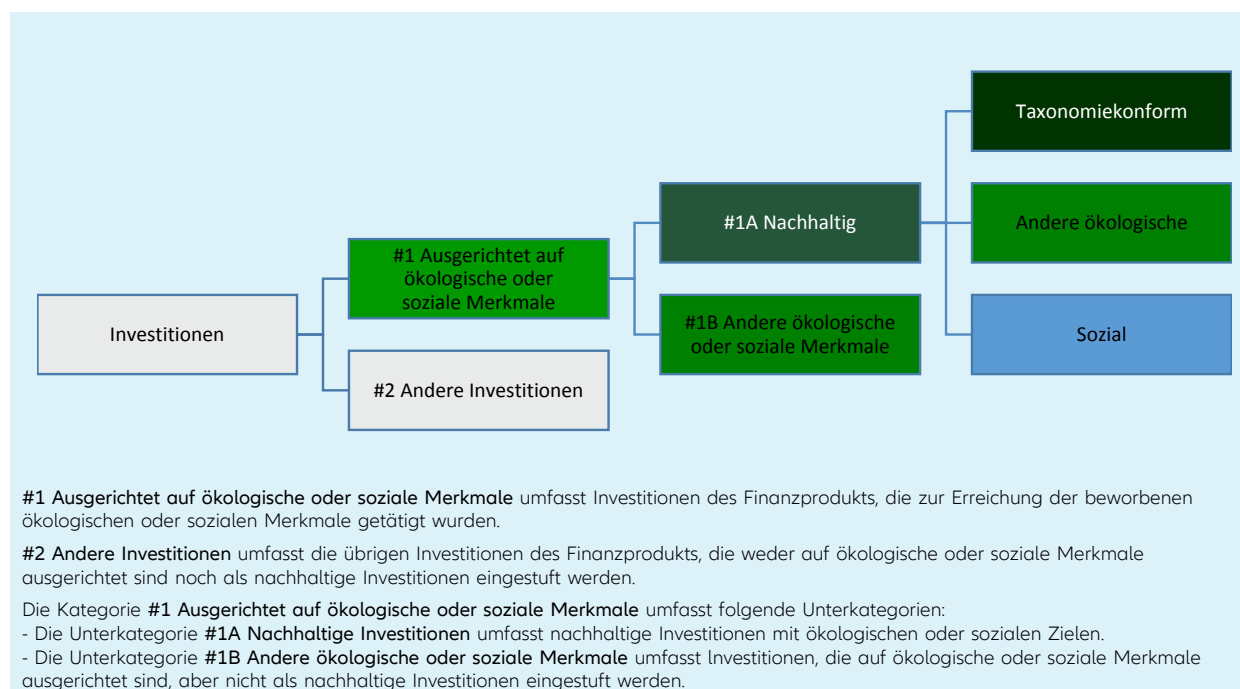 Taxonomiekonform
#1A Nachhaltig
Andere ökologische
#1 Ausgerichtet auf
ökologische oder
soziale Merkmale
Investitionen
#1B Andere ökologische
oder soziale Merkmale
Sozial
#2 Andere Investitionen
#1 Ausgerichtet auf ökologische oder soziale Merkmale umfasst Investitionen des Finanzprodukts, die zur Erreichung der beworbenen
ökologischen oder sozialen Merkmale getätigt wurden.
#2 Andere Investitionen umfasst die übrigen Investitionen des Finanzprodukts, die weder auf ökologische oder soziale Merkmale
ausgerichtet sind noch als nachhaltige Investitionen eingestuft werden.
Die Kategorie #1 Ausgerichtet auf ökologische oder soziale Merkmale umfasst folgende Unterkategorien:
- Die Unterkategorie #1A Nachhaltige Investitionen umfasst nachhaltige Investitionen mit ökologischen oder sozialen Zielen.
- Die Unterkategorie #1B Andere ökologische oder soziale Merkmale umfasst lnvestitionen, die auf ökologische oder soziale Merkmale
ausgerichtet sind, aber nicht als nachhaltige Investitionen eingestuft werden.